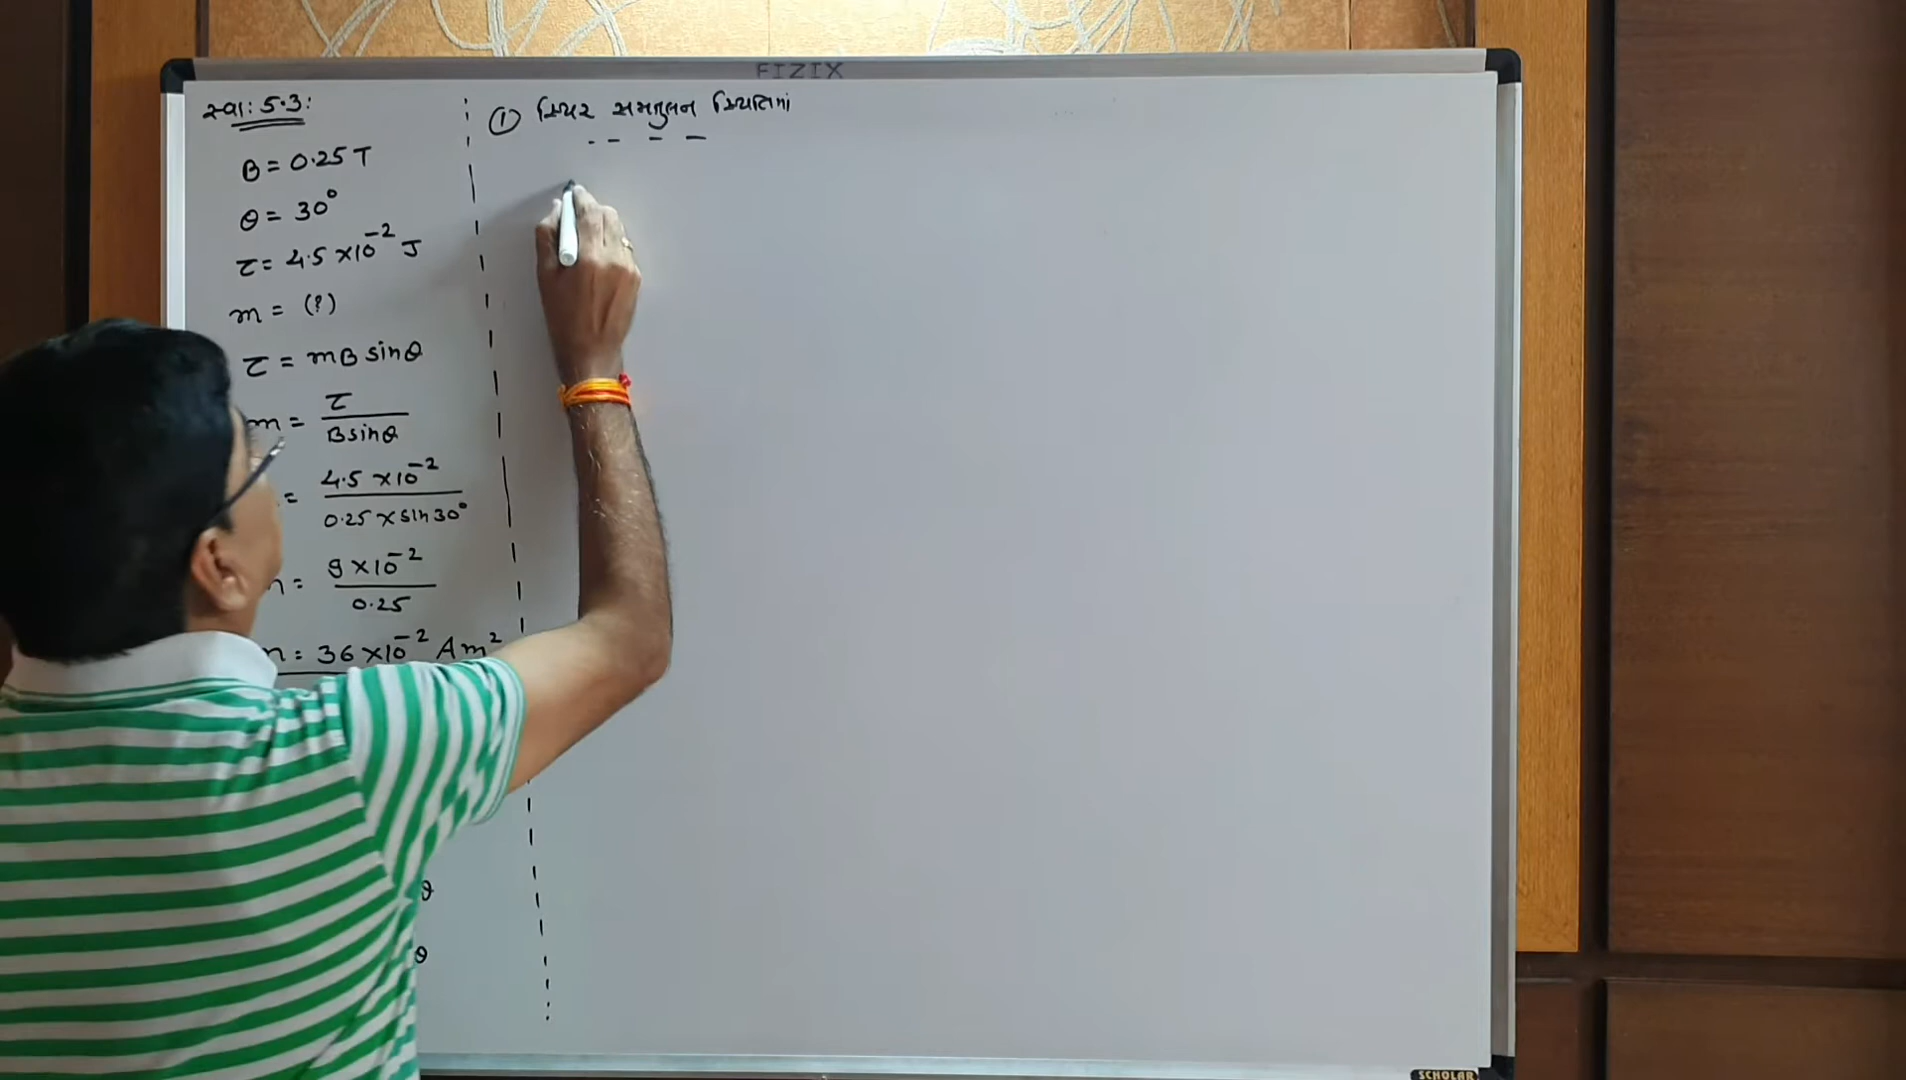 FIZIX
સ્વા: 5.3:
B = 0.25 T
θ = 30°
τ = 4.5 × 10⁻² J
m = (?)
τ = mB sinθ
m = τ / B sinθ
= 4.5 × 10⁻² / 0.25 × sin 30°
= 9 × 10⁻² / 0.25
= 36 × 10⁻² Am²
θ
θ
① સ્થિર સમતુલન સ્થિતિમાં
SCHOLAR